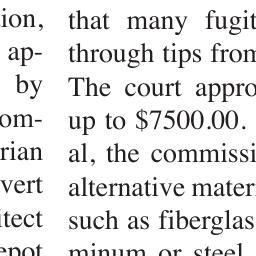 ion,
ap-
by
om-
rian
vert
itect
epot
that many fugit
through tips from
The court appro
up to $7500.00.
al, the commissi
alternative mater
such as fiberglas
minum or steel